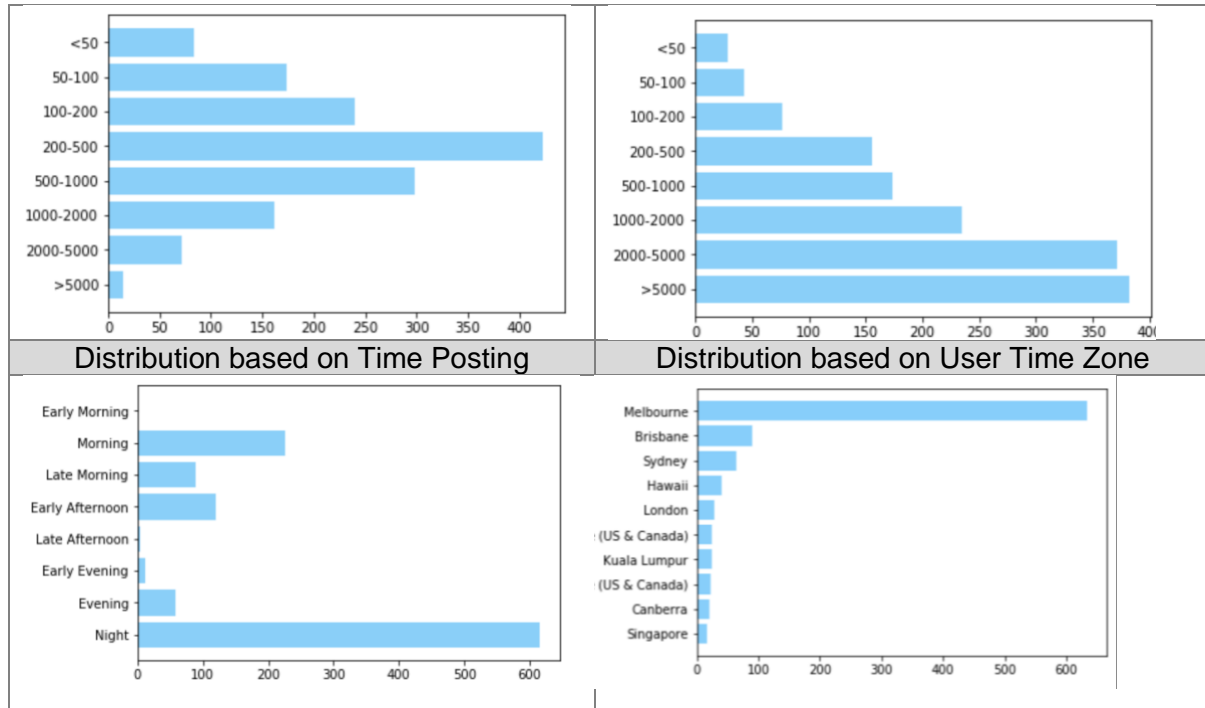 <50
50-100
100-200
200-500
500-1000
1000-2000
2000-5000
>5000
0 50 100 150 200 250 300 350 400
<50
50-100
100-200
200-500
500-1000
1000-2000
2000-5000
>5000
0 50 100 150 200 250 300 350 40
Distribution based on Time Posting
Distribution based on User Time Zone
Early Morning
Morning
Late Morning
Early Afternoon
Late Afternoon
Early Evening
Evening
Night
0 100 200 300 400 500 600
Melbourne
Brisbane
Sydney
Hawaii
London
(US & Canada)
Kuala Lumpur
(US & Canada)
Canberra
Singapore
0 100 200 300 400 500 600